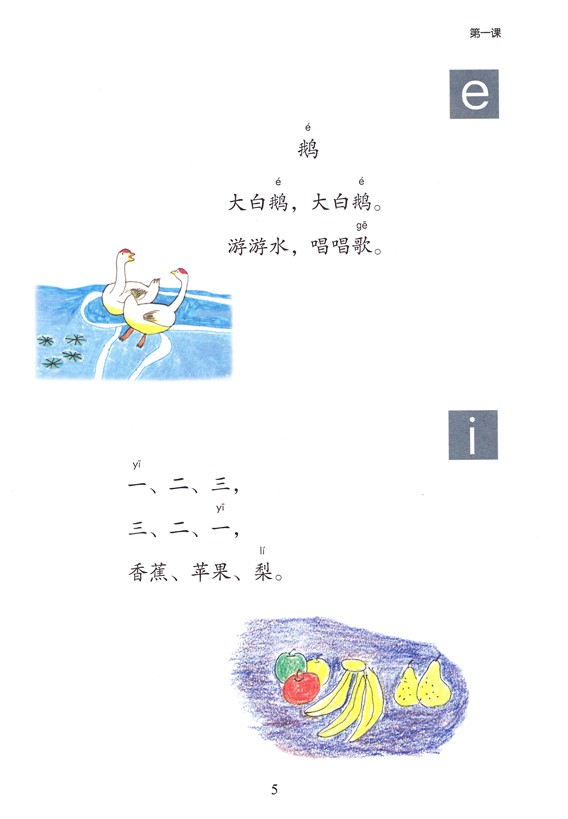 第一课
e
é
鹅
é é
大白鹅，大白鹅。
gē
游游水，唱唱歌。
i
yī
一、二、三，
yī
三、二、一，
lí
香蕉、苹果、梨。
5